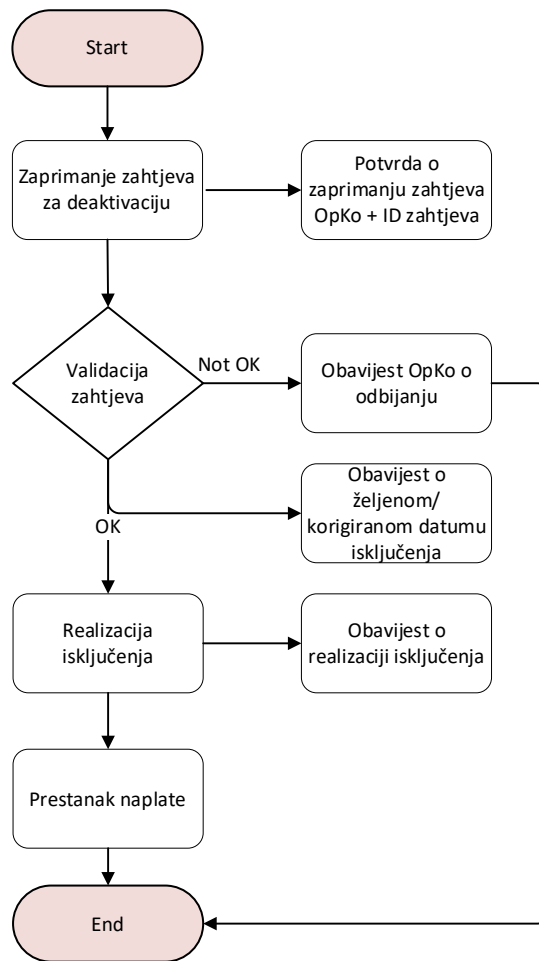 Start
Zaprimanje zahtjeva
za deaktivaciju
Potvrda o
zaprimanju zahtjeva
OpKo + ID zahtjeva
Validacija
zahtjeva
Not OK
Obavijest OpKo o
odbijanju
OK
Obavijest o
željenom/
korigiranom datumu
isključenja
Realizacija
isključenja
Obavijest o
realizaciji isključenja
Prestanak naplate
End